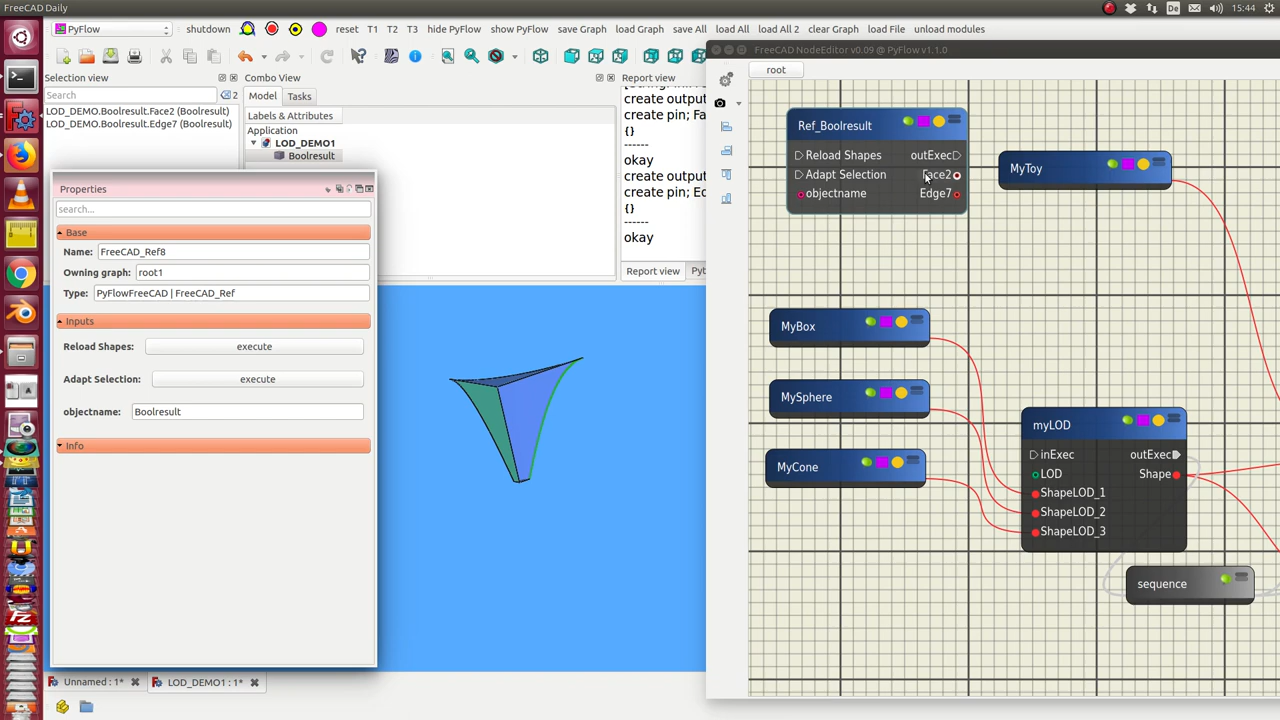 FreeCAD Daily
De
15:44
PyFlow
shutdown
reset
T1
T2
T3
hide PyFlow
show PyFlow
save Graph
load Graph
save All
load All
load All 2
clear Graph
load File
unload modules
FreeCAD NodeEditor v0.09 @ PyFlow v1.1.0
root
Selection view
Combo View
Report view
Search
2
LOD_DEMO.Boolresult.Face2 (Boolresult)
LOD_DEMO.Boolresult.Edge7 (Boolresult)
Model
Tasks
Labels & Attributes
Application
LOD_DEMO1
Boolresult
create output
create pin; Fa
{}
------
okay
create output
create pin; Ed
{}
------
okay
Report view
Pyt
Properties
search...
Base
Name:
FreeCAD_Ref8
Owning graph:
root1
Type:
PyFlowFreeCAD | FreeCAD_Ref
Inputs
Reload Shapes:
execute
Adapt Selection:
execute
objectname:
Boolresult
Info
Ref_Boolresult
Reload Shapes
outExec
Adapt Selection
Face2
objectname
Edge7
MyToy
MyBox
MySphere
MyCone
myLOD
inExec
outExec
LOD
Shape
ShapeLOD_1
ShapeLOD_2
ShapeLOD_3
sequence
Unnamed : 1*
LOD_DEMO1 : 1*